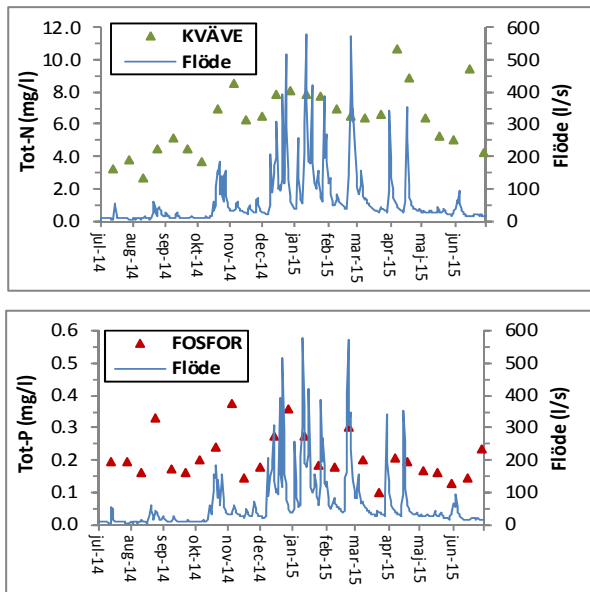 KVÄVE
Flöde
Tot-N (mg/l)
12.0
10.0
8.0
6.0
4.0
2.0
0.0
600
500
400
300
200
100
0
Flöde (l/s)
jul-14
aug-14
sep-14
okt-14
nov-14
dec-14
jan-15
feb-15
mar-15
apr-15
maj-15
jun-15
FOSFOR
Flöde
Tot-P (mg/l)
0.6
0.5
0.4
0.3
0.2
0.1
0.0
600
500
400
300
200
100
0
Flöde (l/s)
jul-14
aug-14
sep-14
okt-14
nov-14
dec-14
jan-15
feb-15
mar-15
apr-15
maj-15
jun-15